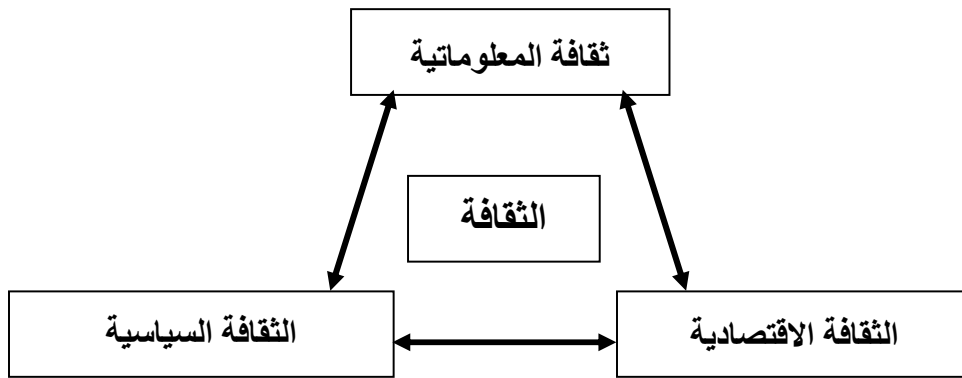 ثقافة المعلوماتية
الثقافة
الثقافة الاقتصادية
الثقافة السياسية